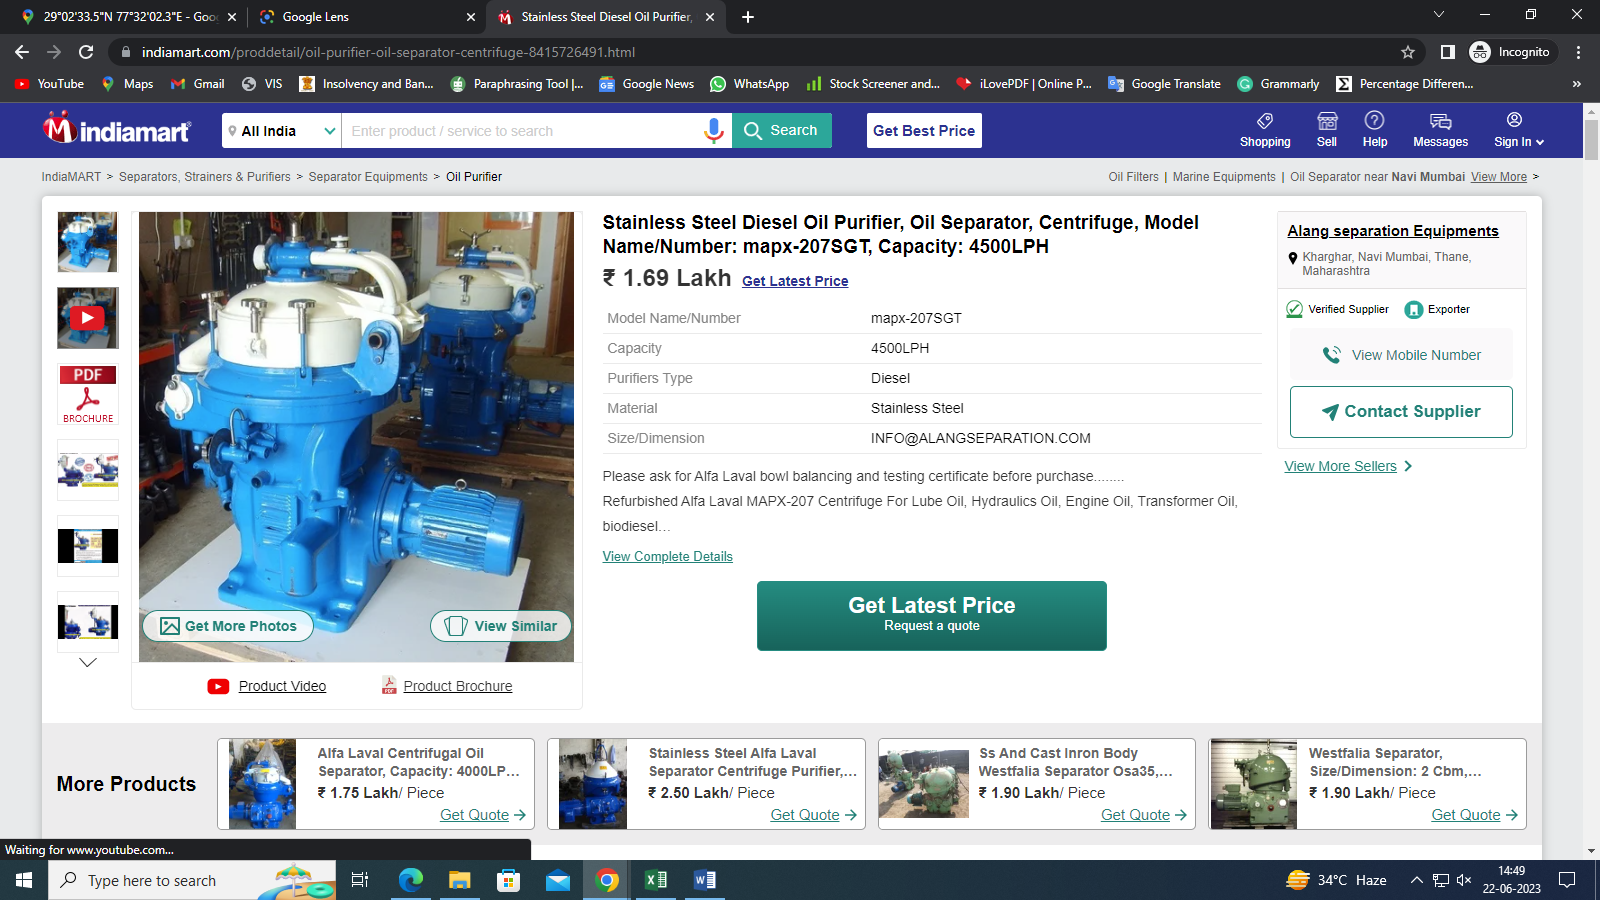 29°02'33.5"N 77°32'02.3"E - Goo
Google Lens
Stainless Steel Diesel Oil Purifier,
indiamart.com/proddetail/oil-purifier-oil-separator-centrifuge-8415726491.html
Incognito
YouTube
Maps
Gmail
VIS
Insolvency and Ban...
Paraphrasing Tool |...
Google News
WhatsApp
Stock Screener and...
iLovePDF | Online P...
Google Translate
Grammarly
Percentage Differen...
»
indiamart
All India
Enter product / service to search
Search
Get Best Price
Shopping
Sell
Help
Messages
Sign In
IndiaMART > Separators, Strainers & Purifiers > Separator Equipments > Oil Purifier
Oil Filters | Marine Equipments | Oil Separator near Navi Mumbai View More >
Stainless Steel Diesel Oil Purifier, Oil Separator, Centrifuge, Model
Name/Number: mapx-207SGT, Capacity: 4500LPH
₹ 1.69 Lakh Get Latest Price
Model Name/Number mapx-207SGT
Capacity 4500LPH
Purifiers Type Diesel
Material Stainless Steel
Size/Dimension INFO@ALANGSEPARATION.COM
Please ask for Alfa Laval bowl balancing and testing certificate before purchase........
Refurbished Alfa Laval MAPX-207 Centrifuge For Lube Oil, Hydraulics Oil, Engine Oil, Transformer Oil,
biodiesel...
View Complete Details
Get Latest Price
Request a quote
Alang separation Equipments
Kharghar, Navi Mumbai, Thane,
Maharashtra
Verified Supplier
Exporter
View Mobile Number
Contact Supplier
View More Sellers
PDF
BROCHURE
Get More Photos
View Similar
Product Video
PDF
Product Brochure
More Products
Alfa Laval Centrifugal Oil
Separator, Capacity: 4000LP...
₹ 1.75 Lakh/ Piece
Get Quote
Stainless Steel Alfa Laval
Separator Centrifuge Purifier,...
₹ 2.50 Lakh/ Piece
Get Quote
Ss And Cast Inron Body
Westfalia Separator Osa35,...
₹ 1.90 Lakh/ Piece
Get Quote
Westfalia Separator,
Size/Dimension: 2 Cbm,...
₹ 1.90 Lakh/ Piece
Get Quote
Waiting for www.youtube.com...
Type here to search
34°C Haze
14:49
22-06-2023